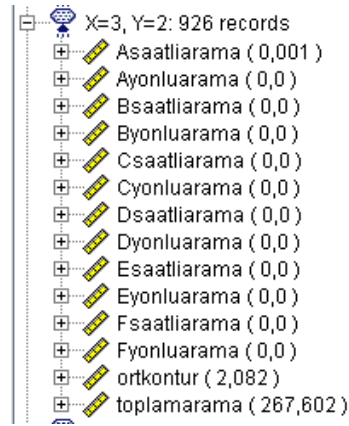 X=3, Y=2: 926 records
Asaatliarama ( 0,001 )
Ayonluarama ( 0,0 )
Bsaatliarama ( 0,0 )
Byonluarama ( 0,0 )
Csaatliarama ( 0,0 )
Cyonluarama ( 0,0 )
Dsaatliarama ( 0,0 )
Dyonluarama ( 0,0 )
Esaatliarama ( 0,0 )
Eyonluarama ( 0,0 )
Fsaatliarama ( 0,0 )
Fyonluarama ( 0,0 )
ortkontur ( 2,082 )
toplamarama ( 267,602 )